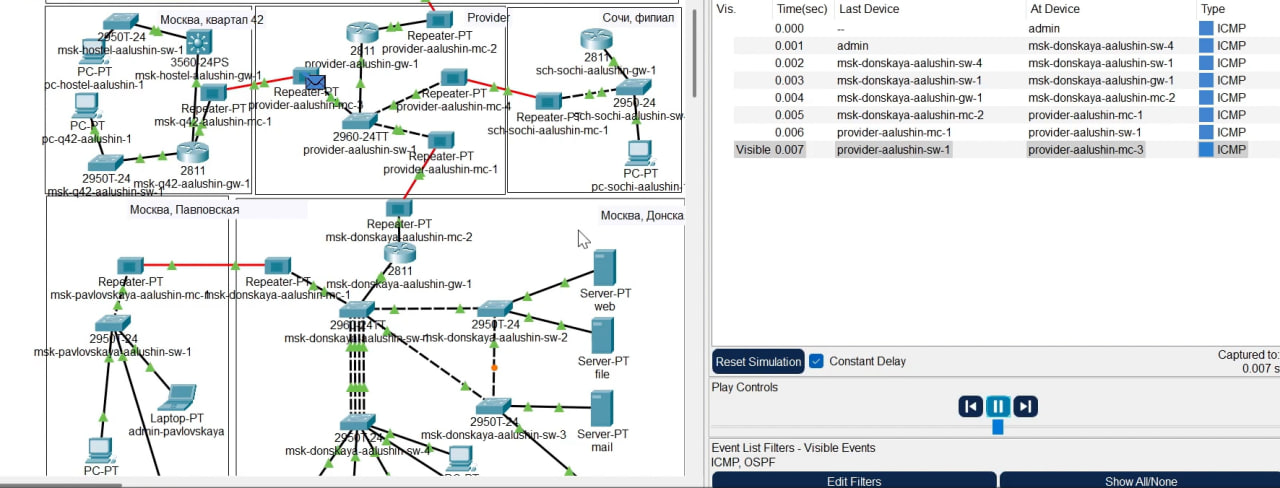 Москва, квартал 42
2950T-24
msk-hostel-aalushin-sw-1
3560-24PS
msk-hostel-aalushin-gw-1
PC-PT
pc-hostel-aalushin-1
Repeater-PT
msk-q42-aalushin-mc-1
PC-PT
pc-q42-aalushin-1
2950T-24
msk-q42-aalushin-sw-1
2811
msk-q42-aalushin-gw-1
Provider
Repeater-PT
provider-aalushin-mc-2
2811
provider-aalushin-gw-1
Repeater-PT
provider-aalushin-mc-3
Repeater-PT
provider-aalushin-mc-4
2960-24TT
provider-aalushin-sw-1
Repeater-PT
provider-aalushin-mc-1
Сочи, филиал
2811
sch-sochi-aalushin-gw-1
2950-24
sch-sochi-aalushin-sw-
Repeater-PT
sch-sochi-aalushin-mc-1
PC-PT
pc-sochi-aalushin-
Москва, Павловская
Repeater-PT
msk-pavlovskaya-aalushin-mc-1
2950T-24
msk-pavlovskaya-aalushin-sw-1
Laptop-PT
admin-pavlovskaya
PC-PT
Москва, Донска
Repeater-PT
msk-donskaya-aalushin-mc-2
2811
msk-donskaya-aalushin-gw-1
Repeater-PT
msk-donskaya-aalushin-mc-1
2960-24TT
msk-donskaya-aalushin-sw-1
2950T-24
msk-donskaya-aalushin-sw-2
Server-PT
web
Server-PT
file
2950T-24
msk-donskaya-aalushin-sw-3
Server-PT
mail
2950T-24
msk-donskaya-aalushin-sw-4
Vis. Time(sec) Last Device At Device Type
0.000 -- admin ICMP
0.001 admin msk-donskaya-aalushin-sw-4 ICMP
0.002 msk-donskaya-aalushin-sw-4 msk-donskaya-aalushin-sw-1 ICMP
0.003 msk-donskaya-aalushin-sw-1 msk-donskaya-aalushin-gw-1 ICMP
0.004 msk-donskaya-aalushin-gw-1 msk-donskaya-aalushin-mc-2 ICMP
0.005 msk-donskaya-aalushin-mc-2 provider-aalushin-mc-1 ICMP
0.006 provider-aalushin-mc-1 provider-aalushin-sw-1 ICMP
Visible 0.007 provider-aalushin-sw-1 provider-aalushin-mc-3 ICMP
Reset Simulation Constant Delay Captured to:
0.007 s
Play Controls
Event List Filters - Visible Events
ICMP, OSPF
Edit Filters Show All/None